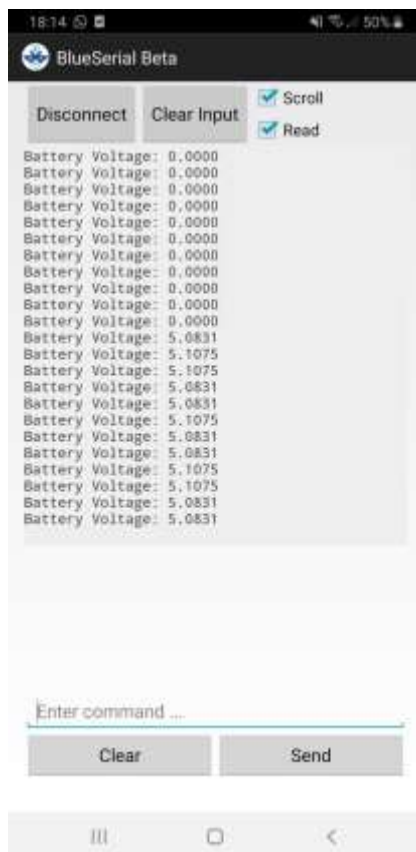 18:14
50%
BlueSerial Beta
Disconnect
Clear Input
Scroll
Read
Battery Voltage: 0.0000
Battery Voltage: 0.0000
Battery Voltage: 0.0000
Battery Voltage: 0.0000
Battery Voltage: 0.0000
Battery Voltage: 0.0000
Battery Voltage: 0.0000
Battery Voltage: 0.0000
Battery Voltage: 0.0000
Battery Voltage: 0.0000
Battery Voltage: 0.0000
Battery Voltage: 5.0831
Battery Voltage: 5.1075
Battery Voltage: 5.1075
Battery Voltage: 5.0831
Battery Voltage: 5.0831
Battery Voltage: 5.1075
Battery Voltage: 5.0831
Battery Voltage: 5.0831
Battery Voltage: 5.1075
Battery Voltage: 5.1075
Battery Voltage: 5.0831
Battery Voltage: 5.0831
Enter command ...
Clear
Send